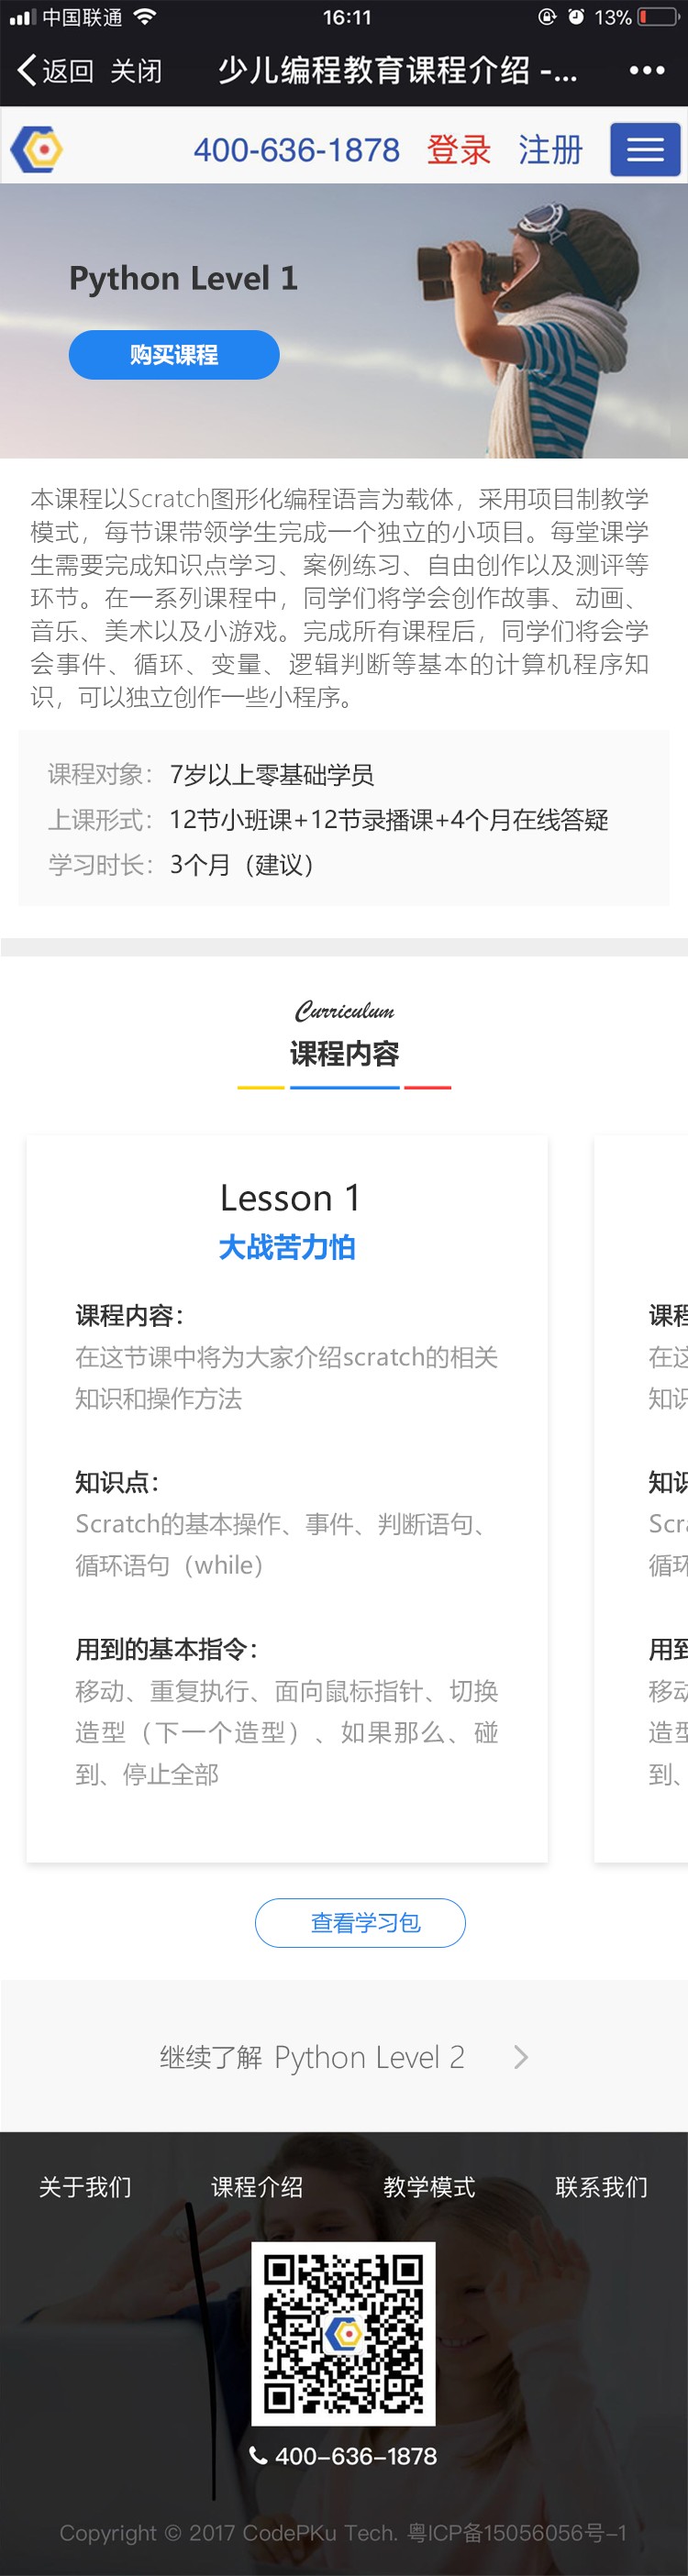 中国联通 16:11 13%
返回 关闭 少儿编程教育课程介绍 -...
400-636-1878 登录 注册
Python Level 1
购买课程
本课程以Scratch图形化编程语言为载体，采用项目制教学
模式，每节课带领学生完成一个独立的小项目。每堂课学
生需要完成知识点学习、案例练习、自由创作以及测评等
环节。在一系列课程中，同学们将学会创作故事、动画、
音乐、美术以及小游戏。完成所有课程后，同学们将会学
会事件、循环、变量、逻辑判断等基本的计算机程序知
识，可以独立创作一些小程序。
课程对象：7岁以上零基础学员
上课形式：12节小班课+12节录播课+4个月在线答疑
学习时长：3个月（建议）
Curriculum
课程内容
Lesson 1
大战苦力怕
课程内容：
在这节课中将为大家介绍scratch的相关
知识和操作方法
知识点：
Scratch的基本操作、事件、判断语句、
循环语句（while）
用到的基本指令：
移动、重复执行、面向鼠标指针、切换
造型（下一个造型）、如果那么、碰
到、停止全部
课程
在这
知识
知识
Scra
循环
用到
移动
造型
到、
查看学习包
继续了解 Python Level 2
关于我们 课程介绍 教学模式 联系我们
400-636-1878
Copyright © 2017 CodePKu Tech. 粤ICP备15056056号-1